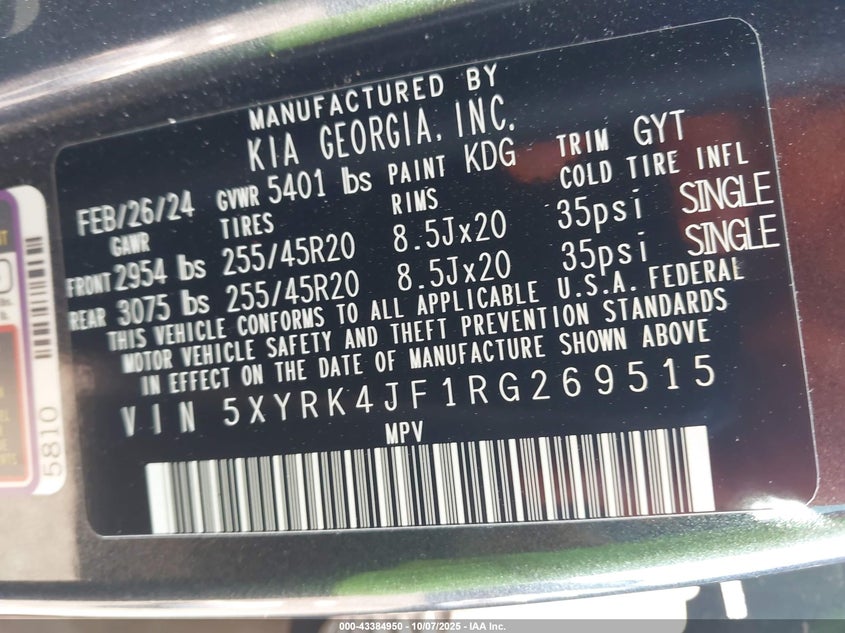 MANUFACTURED BY
KIA GEORGIA, INC.
FEB/26/24 GVWR 5401 lbs PAINT KDG TRIM GYT
GAWR TIRES RIMS COLD TIRE INFL
FRONT 2954 lbs 255/45R20 8.5Jx20 35psi SINGLE
REAR 3075 lbs 255/45R20 8.5Jx20 35psi SINGLE
THIS VEHICLE CONFORMS TO ALL APPLICABLE U.S.A. FEDERAL
MOTOR VEHICLE SAFETY AND THEFT PREVENTION STANDARDS
IN EFFECT ON THE DATE OF MANUFACTURE SHOWN ABOVE
VIN 5XYRK4JF1RG269515
MPV
5810
000-43384950 - 10/07/2025 - IAA Inc.